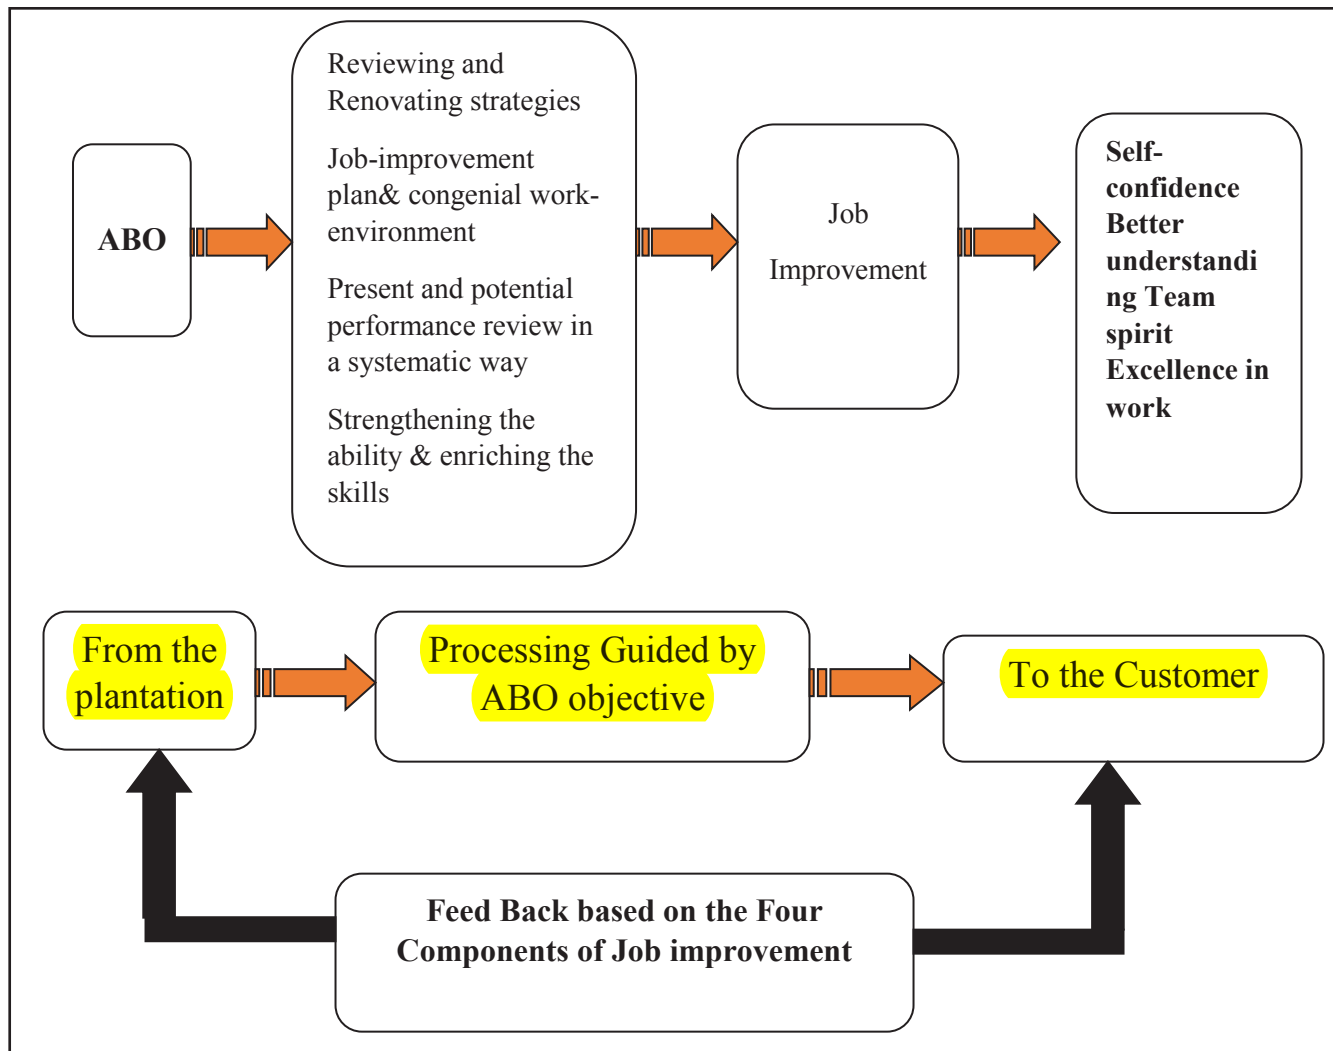 ABO
Reviewing and
Renovating strategies
Job-improvement
plan& congenial work-
environment
Present and potential
performance review in
a systematic way
Strengthening the
ability & enriching the
skills
Job
Improvement
Self-
confidence
Better
understandi
ng Team
spirit
Excellence in
work
From the
plantation
Processing Guided by
ABO objective
To the Customer
Feed Back based on the Four
Components of Job improvement